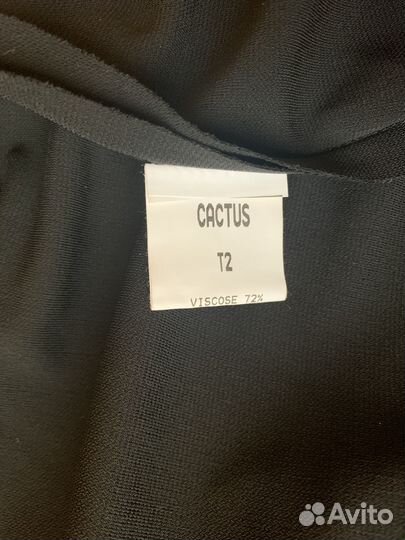 CACTUS
T2
VISCOSE 72%
Avito